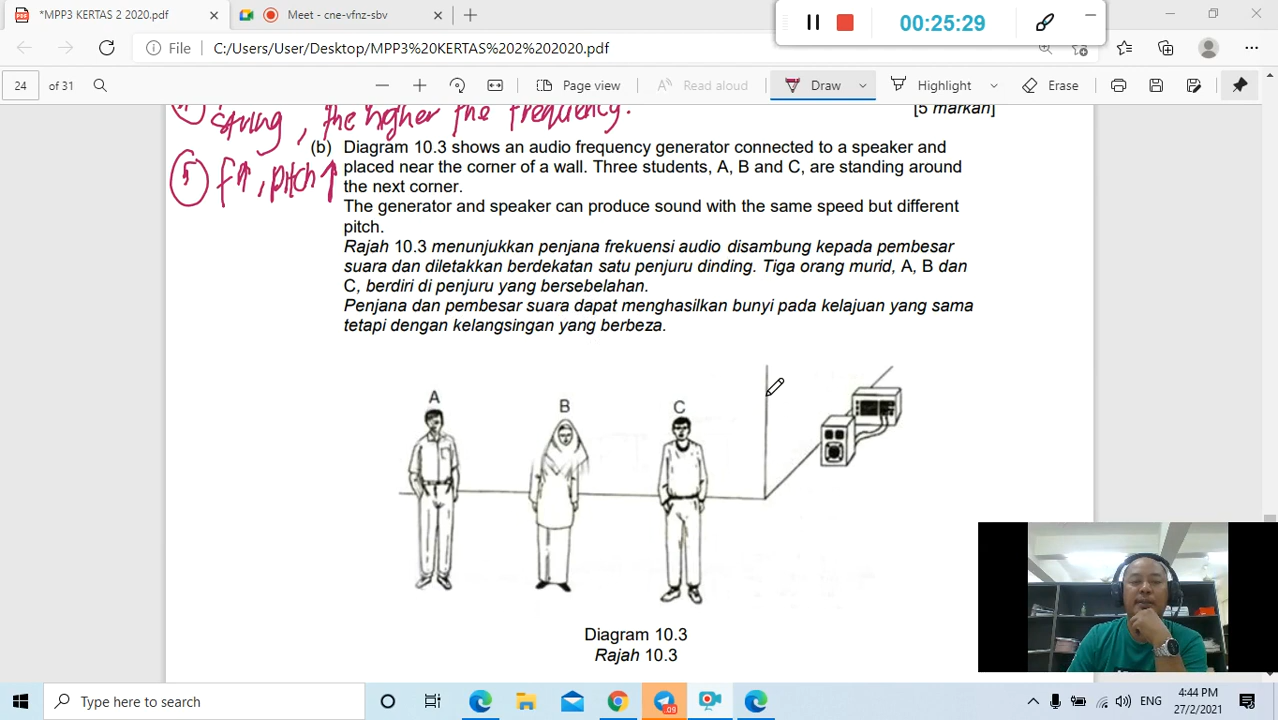 *MPP3 KERTAS 2 2020.pdf
Meet - cne-vfnz-sbv
00:25:29
File
C:/Users/User/Desktop/MPP3%20KERTAS%202%202020.pdf
24 of 31
Page view
Read aloud
Draw
Highlight
Erase
string, the higher the frequency.
[5 markah]
(b) Diagram 10.3 shows an audio frequency generator connected to a speaker and
placed near the corner of a wall. Three students, A, B and C, are standing around
the next corner.
5 f↑, pitch ↑
The generator and speaker can produce sound with the same speed but different
pitch.
Rajah 10.3 menunjukkan penjana frekuensi audio disambung kepada pembesar
suara dan diletakkan berdekatan satu penjuru dinding. Tiga orang murid, A, B dan
C, berdiri di penjuru yang bersebelahan.
Penjana dan pembesar suara dapat menghasilkan bunyi pada kelajuan yang sama
tetapi dengan kelangsingan yang berbeza.
A
B
C
Diagram 10.3
Rajah 10.3
Type here to search
09
ENG
4:44 PM
27/2/2021